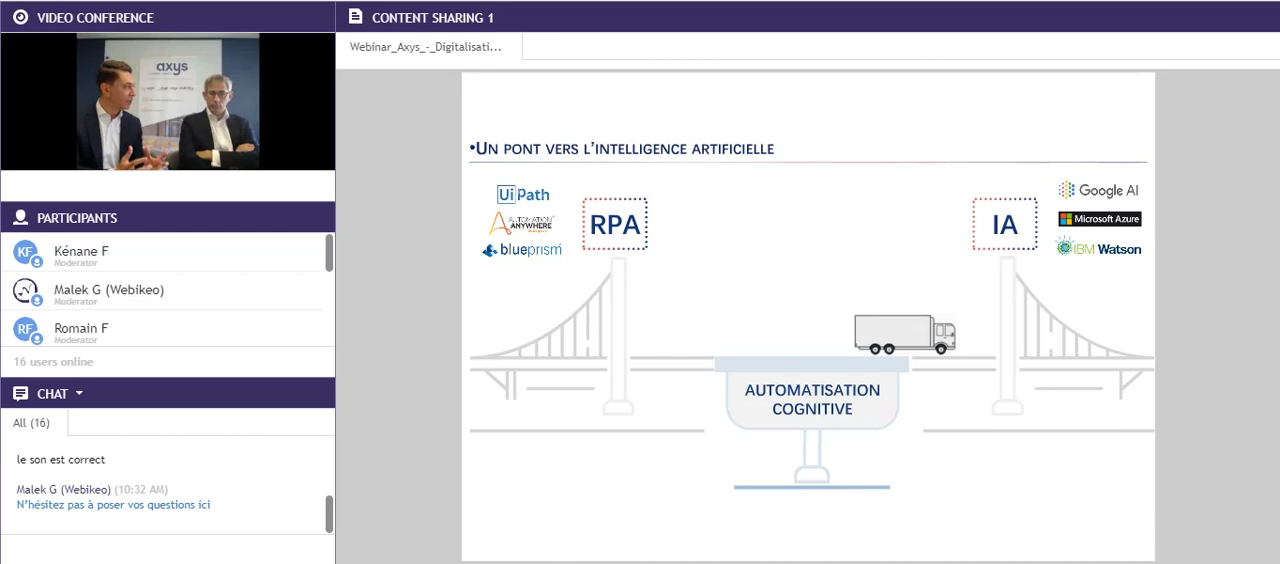 VIDEO CONFERENCE
axys
PARTICIPANTS
KF
Kénane F
Moderator
Malek G (Webikeo)
Moderator
RF
Romain F
Moderator
16 users online
CHAT
All (16)
le son est correct
Malek G (Webikeo) (10:32 AM)
N'hésitez pas à poser vos questions ici
CONTENT SHARING 1
Webinar_Axys_-_Digitalisati...
•UN PONT VERS L'INTELLIGENCE ARTIFICIELLE
UiPath
AUTOMATION
ANYWHERE
blueprism
RPA
IA
Google AI
Microsoft Azure
IBM Watson
AUTOMATISATION
COGNITIVE